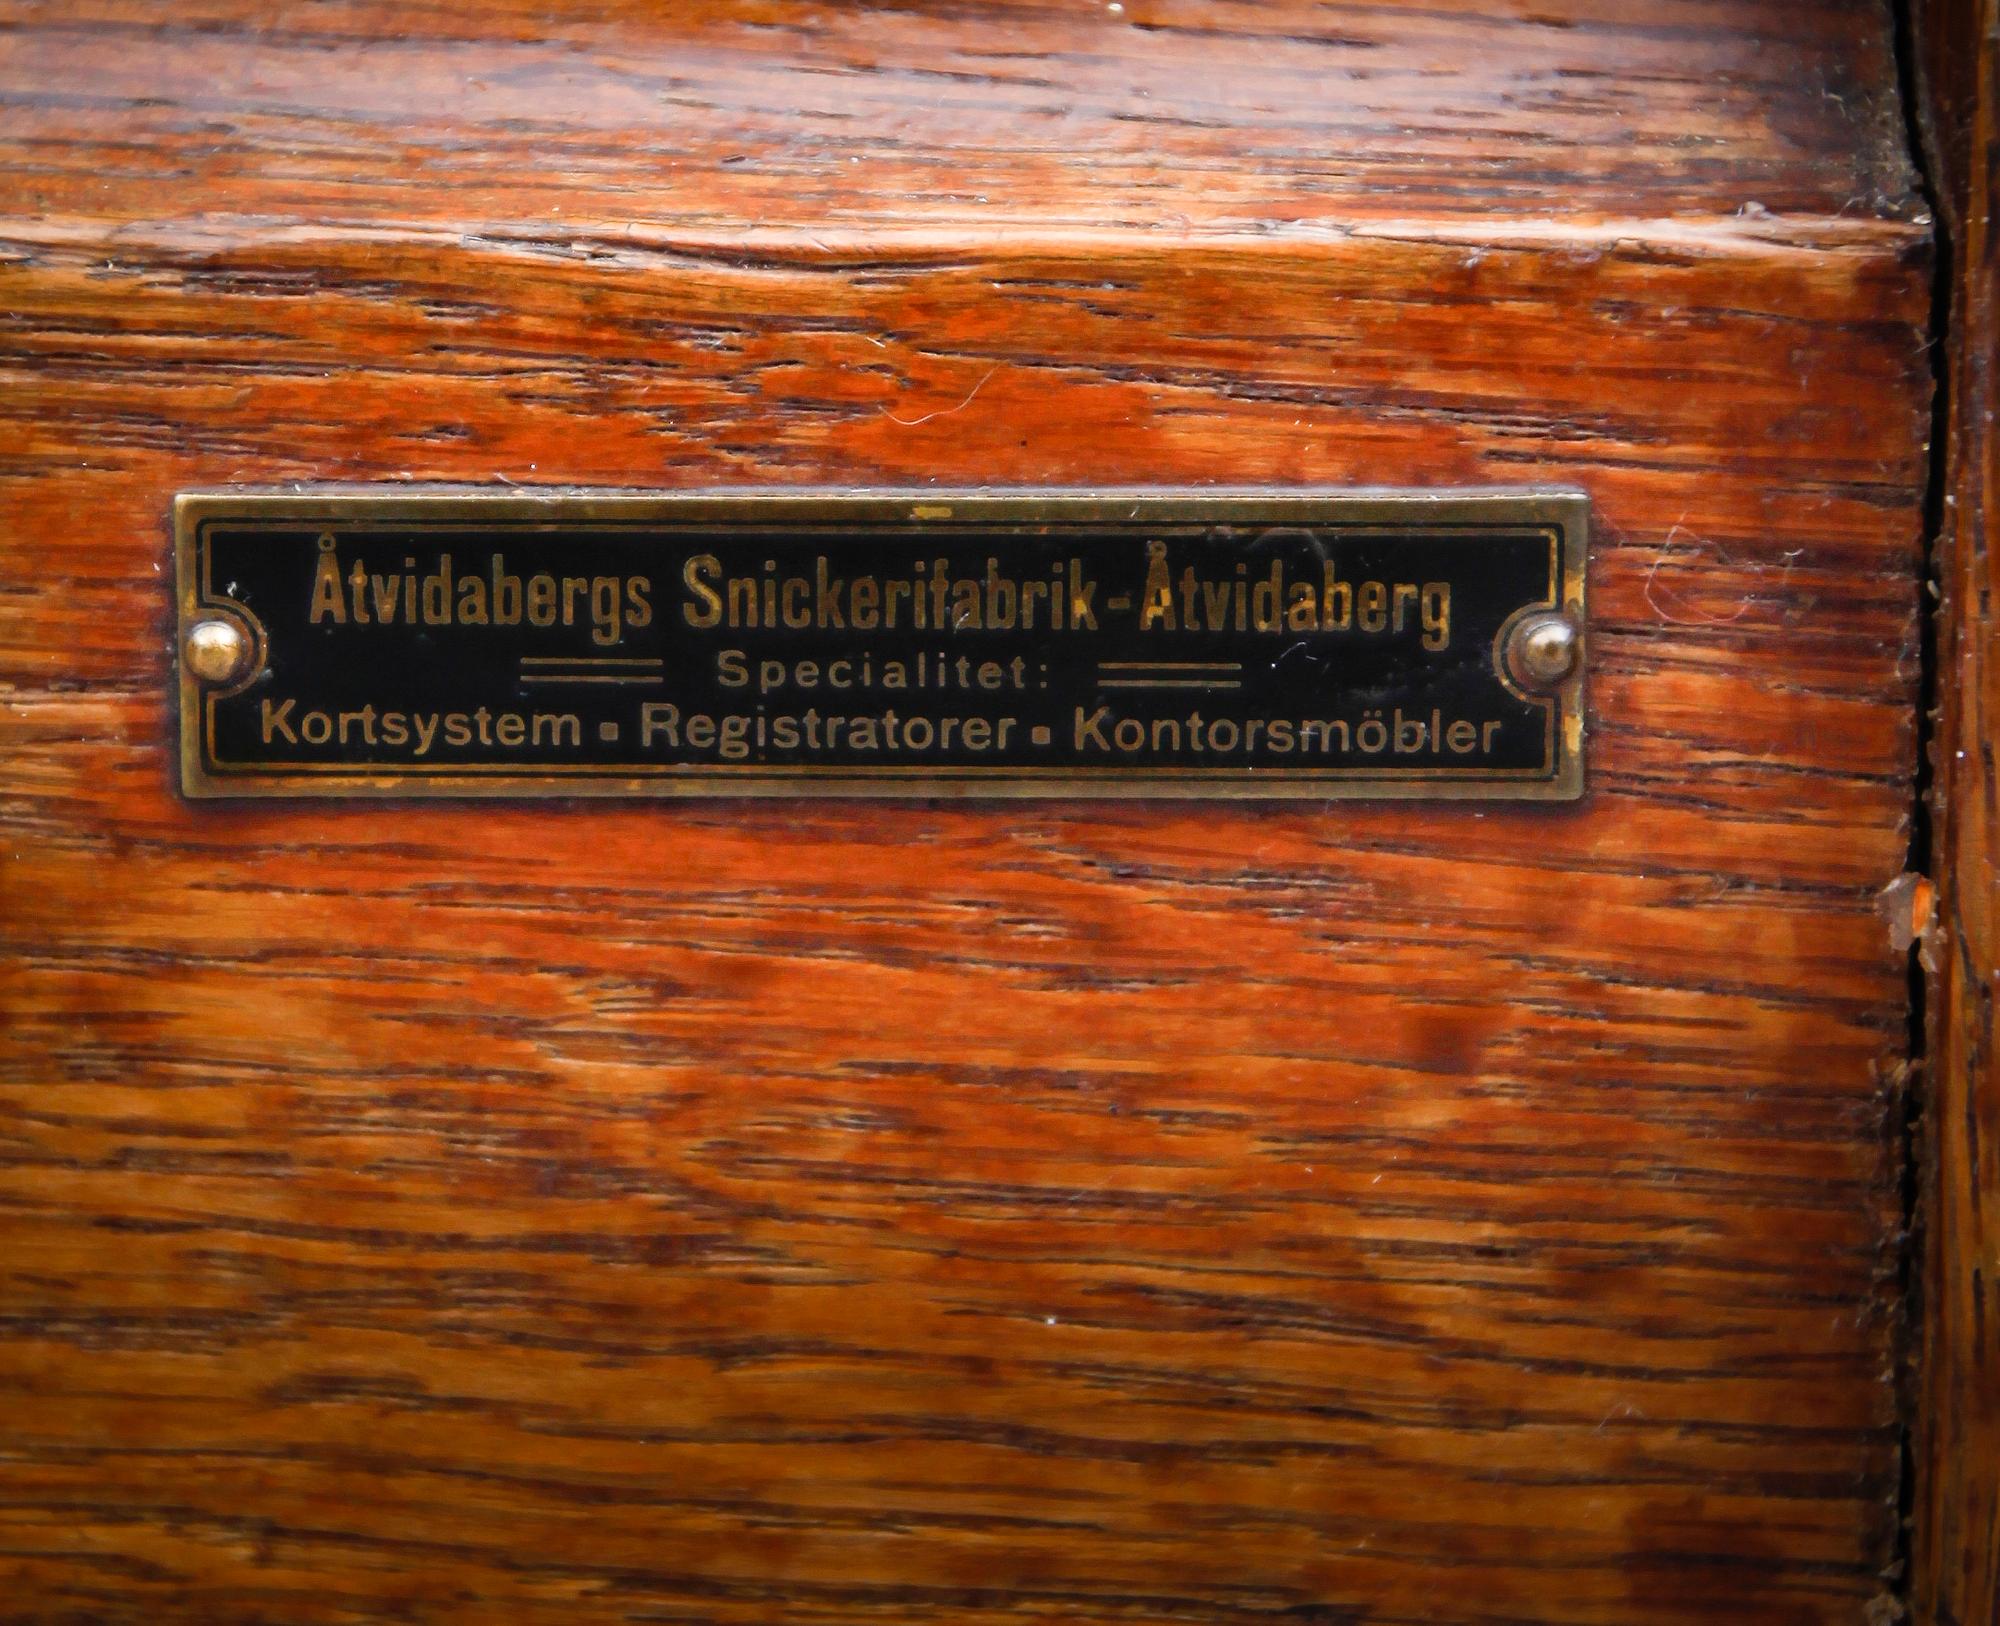 Åtvidabergs Snickerifabrik-Åtvidaberg
Specialitet:
Kortsystem ▪ Registratorer ▪ Kontorsmöbler